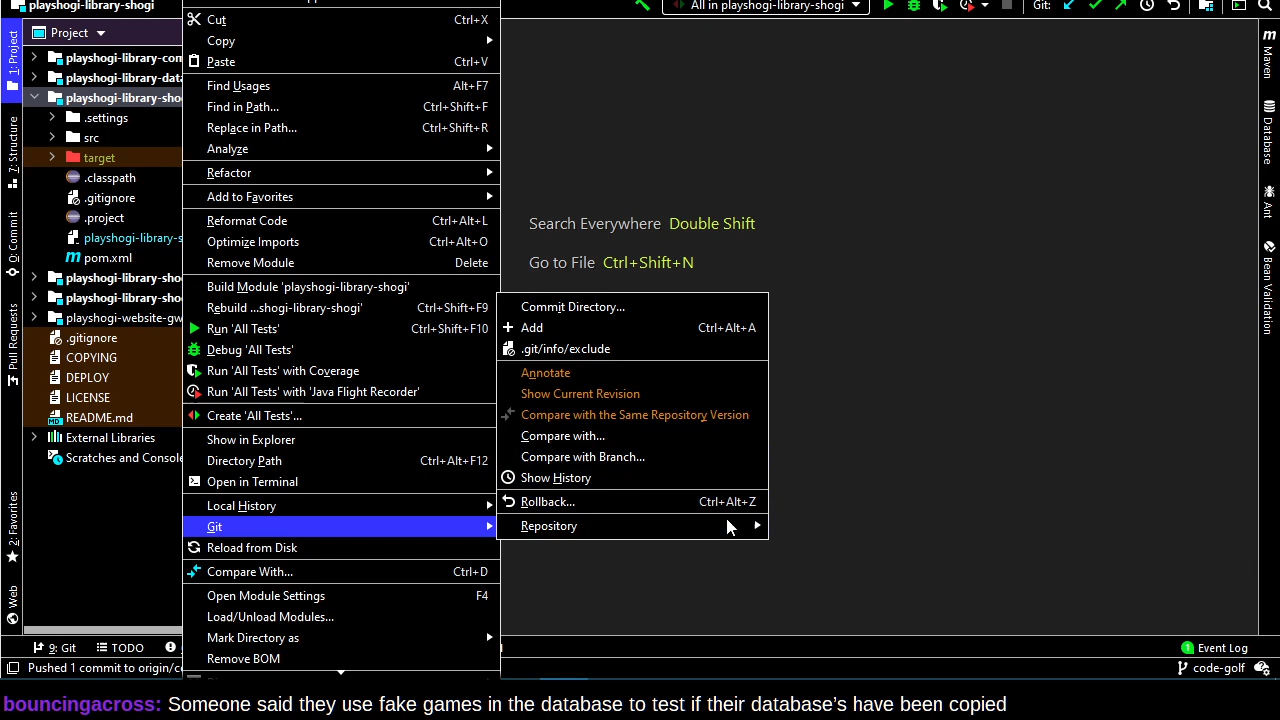 playshogi-library-shogi
All in playshogi-library-shogi
Git:
1: Project
7: Structure
0: Commit
Pull Requests
2: Favorites
Web
Project
playshogi-library-com
playshogi-library-data
playshogi-library-sho
.settings
src
target
.classpath
.gitignore
.project
playshogi-library-s
pom.xml
playshogi-library-sho
playshogi-library-sho
playshogi-website-gw
.gitignore
COPYING
DEPLOY
LICENSE
README.md
External Libraries
Scratches and Console
Cut Ctrl+X
Copy
Paste Ctrl+V
Find Usages Alt+F7
Find in Path... Ctrl+Shift+F
Replace in Path... Ctrl+Shift+R
Analyze
Refactor
Add to Favorites
Reformat Code Ctrl+Alt+L
Optimize Imports Ctrl+Alt+O
Remove Module Delete
Build Module 'playshogi-library-shogi'
Rebuild ...shogi-library-shogi' Ctrl+Shift+F9
Run 'All Tests' Ctrl+Shift+F10
Debug 'All Tests'
Run 'All Tests' with Coverage
Run 'All Tests' with 'Java Flight Recorder'
Create 'All Tests'...
Show in Explorer
Directory Path Ctrl+Alt+F12
Open in Terminal
Local History
Git
Reload from Disk
Compare With... Ctrl+D
Open Module Settings F4
Load/Unload Modules...
Mark Directory as
Remove BOM
Commit Directory...
Add Ctrl+Alt+A
.git/info/exclude
Annotate
Show Current Revision
Compare with the Same Repository Version
Compare with...
Compare with Branch...
Show History
Rollback... Ctrl+Alt+Z
Repository
Search Everywhere Double Shift
Go to File Ctrl+Shift+N
Maven
Database
Ant
Bean Validation
9: Git TODO
1 Event Log
Pushed 1 commit to origin/co
code-golf
bouncingacross: Someone said they use fake games in the database to test if their database's have been copied